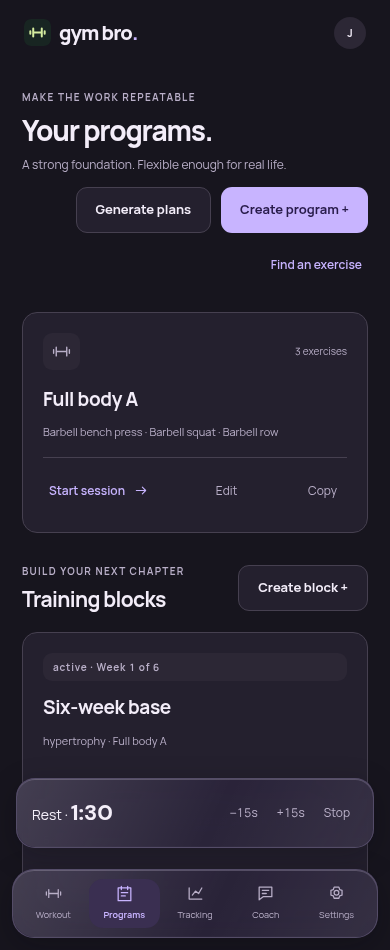 gym bro.
J
MAKE THE WORK REPEATABLE
Your programs.
A strong foundation. Flexible enough for real life.
Generate plans
Create program +
Find an exercise
3 exercises
Full body A
Barbell bench press · Barbell squat · Barbell row
Start session →
Edit
Copy
BUILD YOUR NEXT CHAPTER
Training blocks
Create block +
active · Week 1 of 6
Six-week base
hypertrophy · Full body A
Rest · 1:30
−15s
+15s
Stop
Workout
Programs
Tracking
Coach
Settings